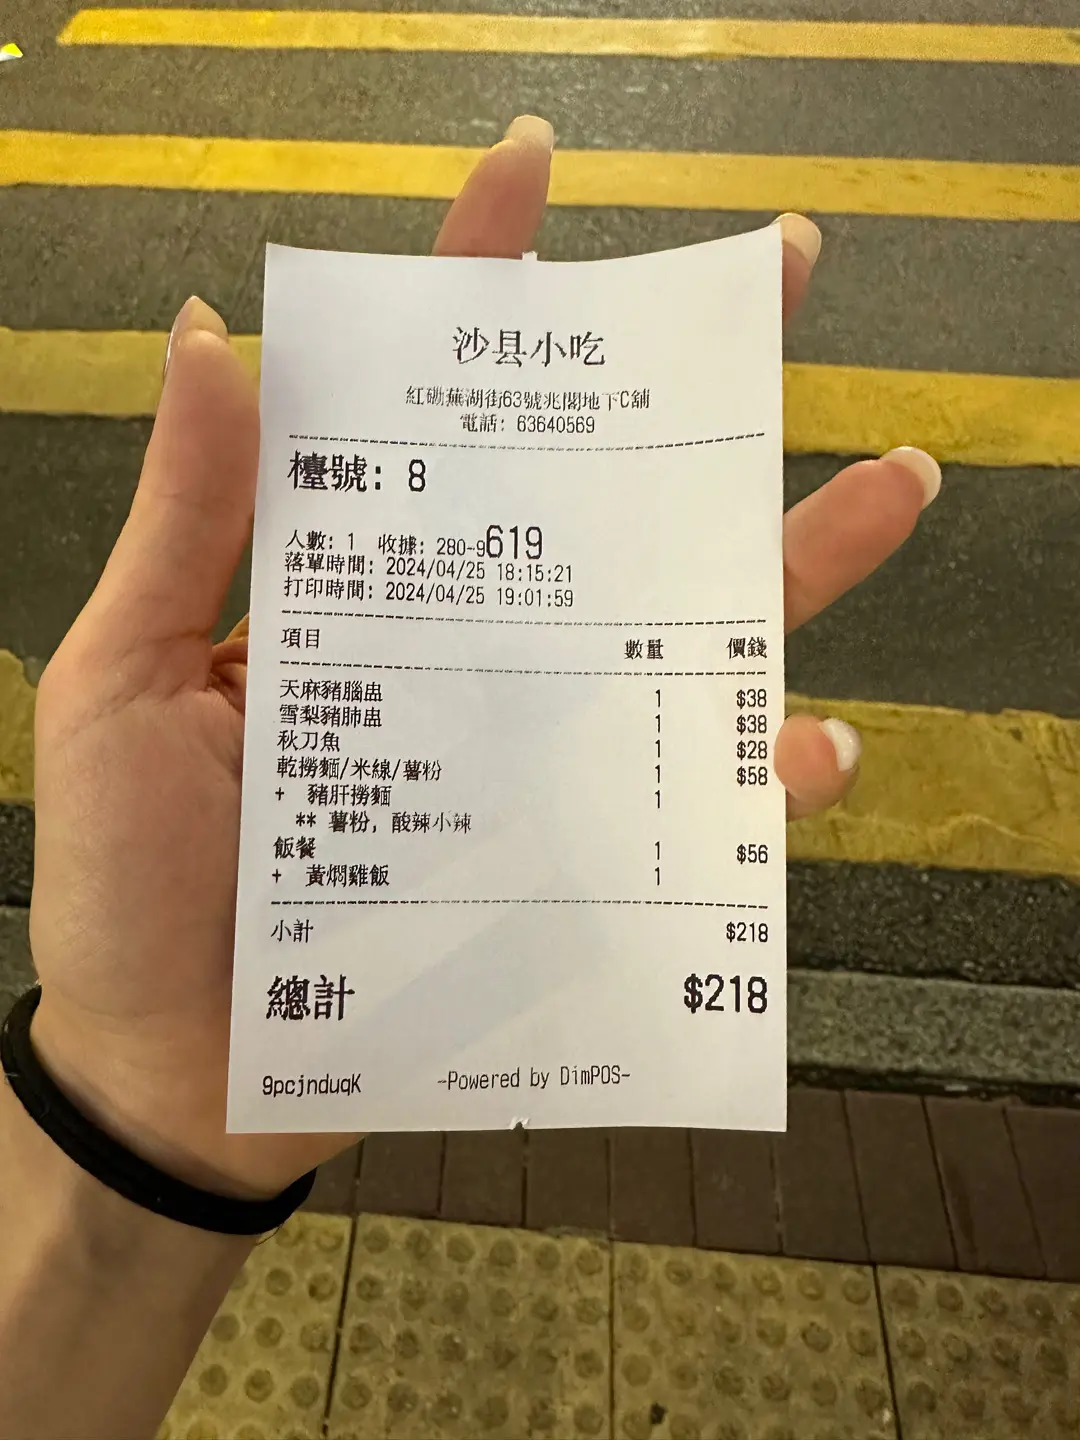 沙县小吃
紅磡蕪湖街63號兆閣地下C舖
電話: 63640569
檯號: 8
人數: 1 收據: 280-9619
落單時間: 2024/04/25 18:15:21
打印時間: 2024/04/25 19:01:59
項目 數量 價錢
天麻豬腦盅 1 $38
雪梨豬肺盅 1 $38
秋刀魚 1 $28
乾撈麵/米線/薯粉 1 $58
+ 豬肝撈麵 1
** 薯粉, 酸辣小辣
飯餐 1 $56
+ 黃燜雞飯 1
小計 $218
總計 $218
9pcjnduqK -Powered by DimPOS-